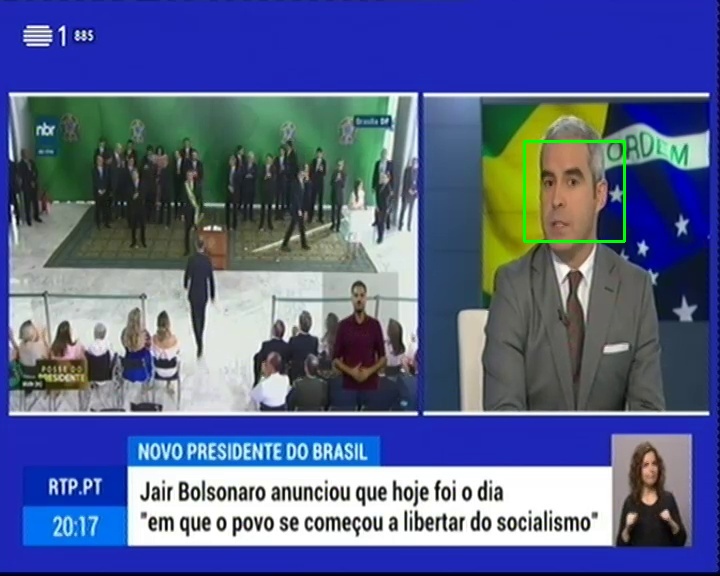 1 885
nbr
Brasília DF
ORDEM
POSSE DO
PRESIDENTE
NOVO PRESIDENTE DO BRASIL
RTP.PT
Jair Bolsonaro anunciou que hoje foi o dia
20:17
"em que o povo se começou a libertar do socialismo"